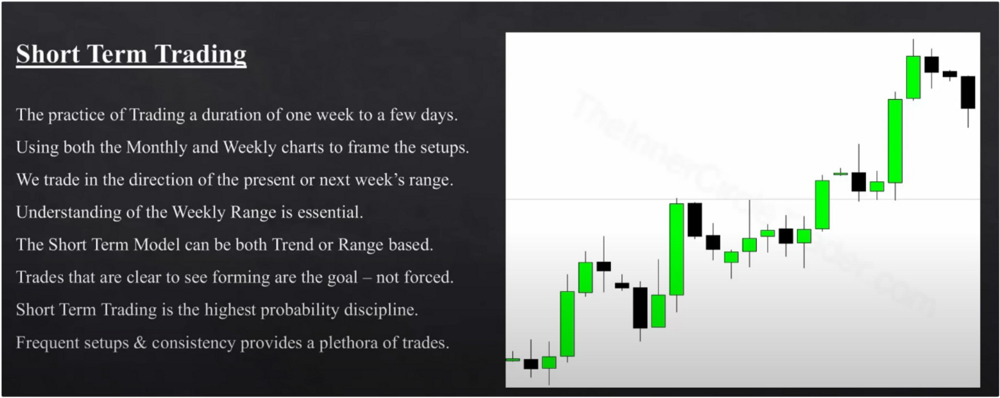 Short Term Trading
The practice of Trading a duration of one week to a few days.
Using both the Monthly and Weekly charts to frame the setups.
We trade in the direction of the present or next week’s range.
Understanding of the Weekly Range is essential.
The Short Term Model can be both Trend or Range based.
Trades that are clear to see forming are the goal – not forced.
Short Term Trading is the highest probability discipline.
Frequent setups & consistency provides a plethora of trades.
TheInnerCircleTrader.com